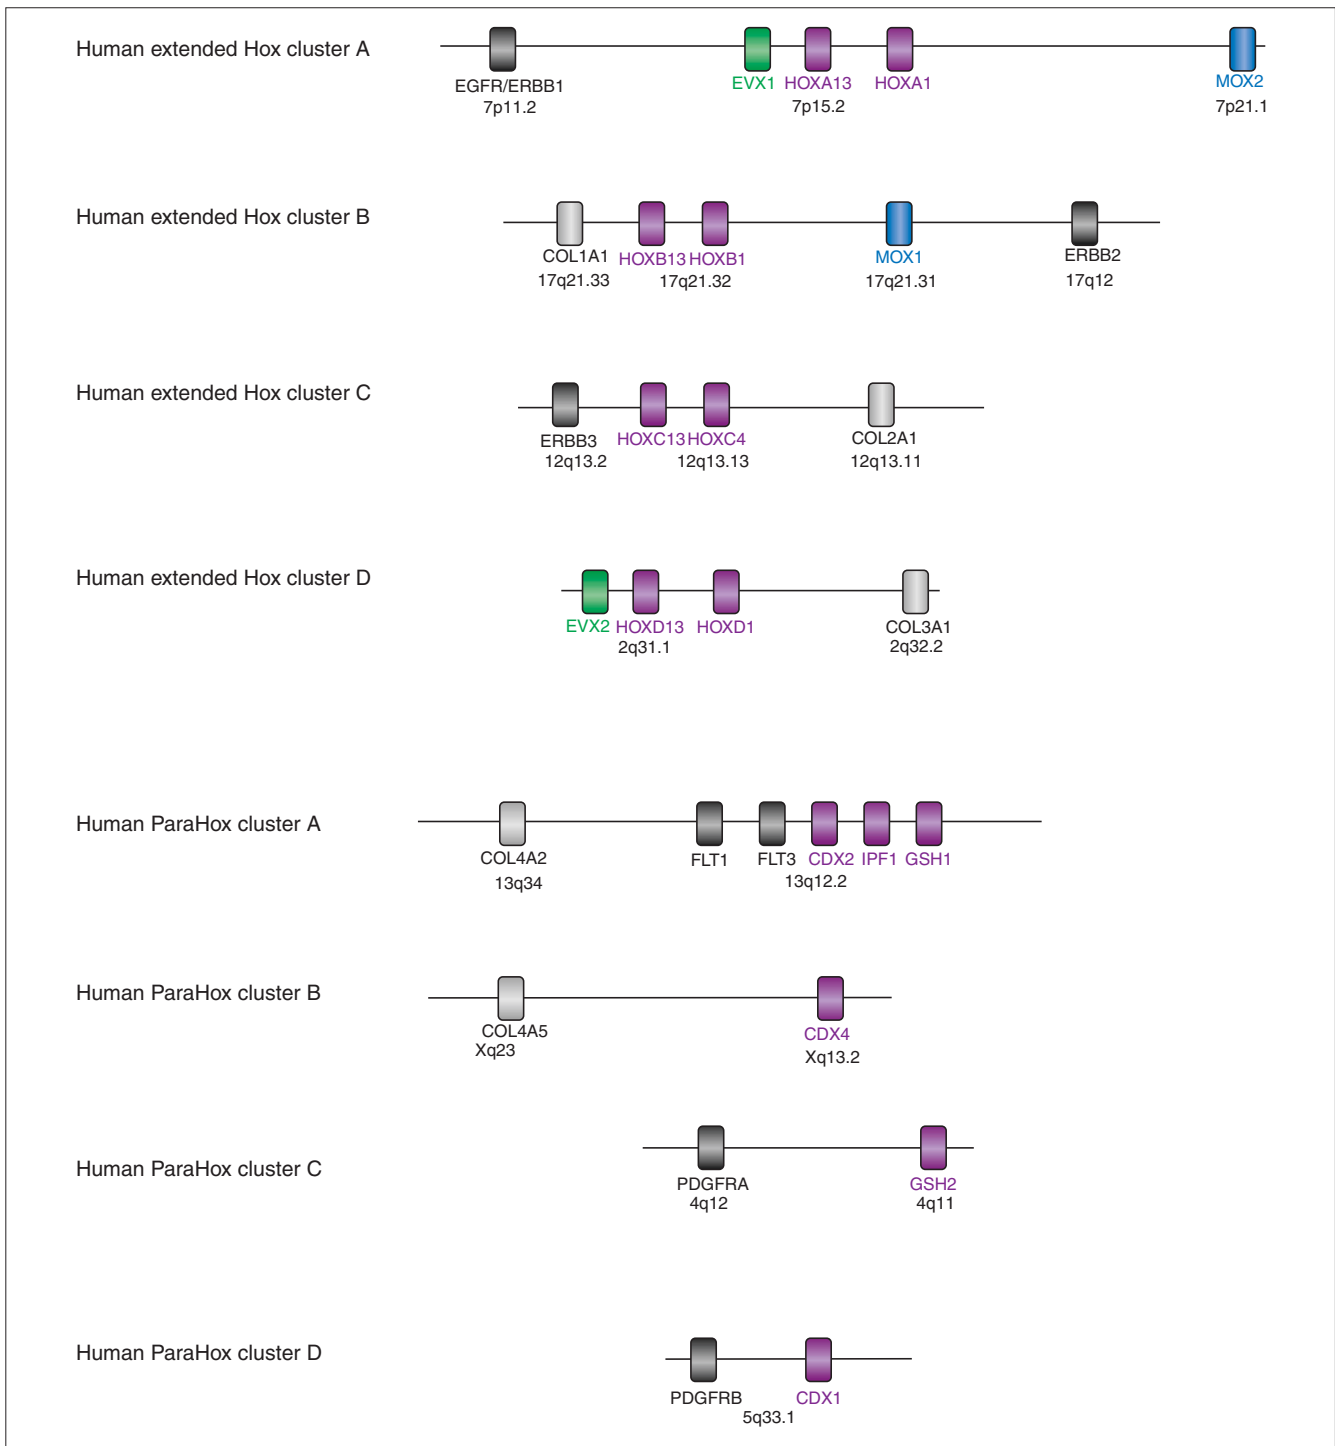 Human extended Hox cluster A
EGFR/ERBB1 EVX1 HOXA13 HOXA1 MOX2
7p11.2 7p15.2 7p21.1
Human extended Hox cluster B
COL1A1 HOXB13 HOXB1 MOX1 ERBB2
17q21.33 17q21.32 17q21.31 17q12
Human extended Hox cluster C
ERBB3 HOXC13 HOXC4 COL2A1
12q13.2 12q13.13 12q13.11
Human extended Hox cluster D
EVX2 HOXD13 HOXD1 COL3A1
2q31.1 2q32.2
Human ParaHox cluster A
COL4A2 FLT1 FLT3 CDX2 IPF1 GSH1
13q34 13q12.2
Human ParaHox cluster B
COL4A5 CDX4
Xq23 Xq13.2
Human ParaHox cluster C
PDGFRA GSH2
4q12 4q11
Human ParaHox cluster D
PDGFRB CDX1
5q33.1